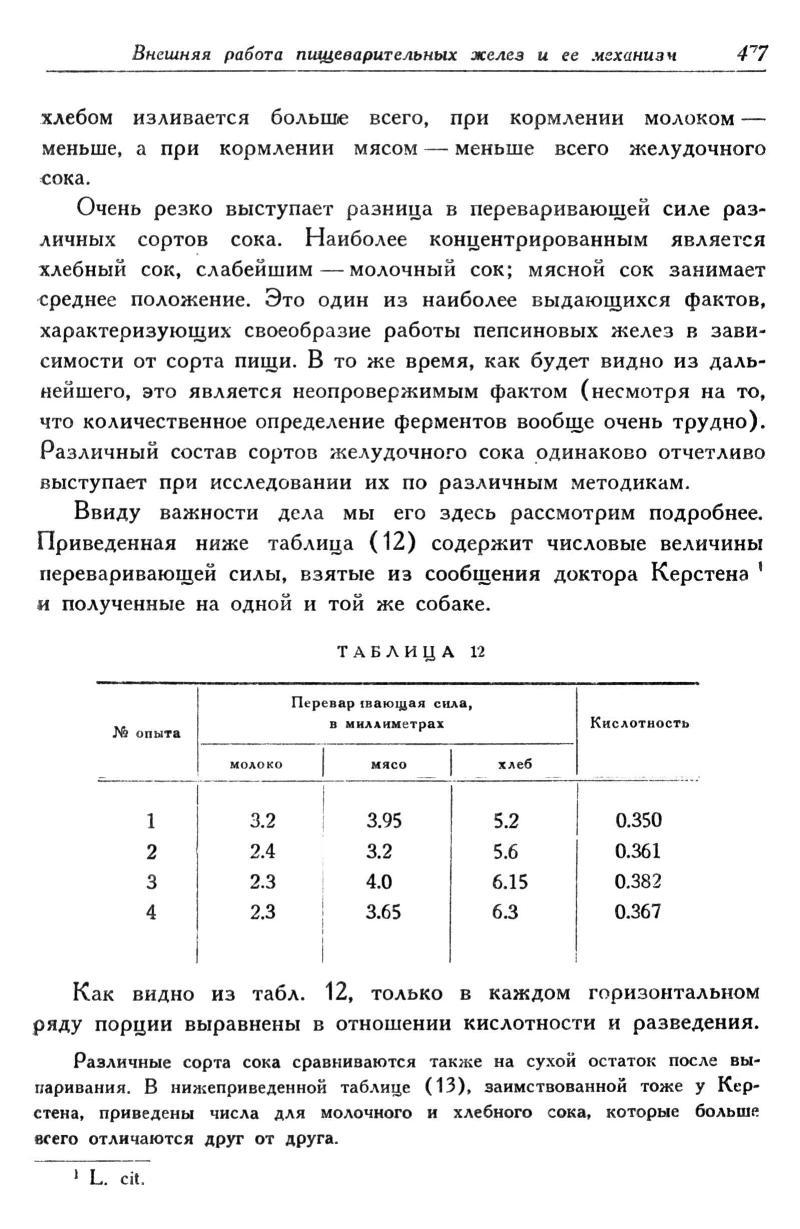 Внешняя работа пищеварительных желез и ее механизм 477
хлебом изливается больше всего, при кормлении молоком —
меньше, а при кормлении мясом — меньше всего желудочного
сока.
Очень резко выступает разница в переваривающей силе раз-
личных сортов сока. Наиболее концентрированным является
хлебный сок, слабейшим — молочный сок; мясной сок занимает
среднее положение. Это один из наиболее выдающихся фактов,
характеризующих своеобразие работы пепсиновых желез в зави-
симости от сорта пищи. В то же время, как будет видно из даль-
нейшего, это является неопровержимым фактом (несмотря на то,
что количественное определение ферментов вообще очень трудно).
Различный состав сортов желудочного сока одинаково отчетливо
выступает при исследовании их по различным методикам.
Ввиду важности дела мы его здесь рассмотрим подробнее.
Приведенная ниже таблица (12) содержит числовые величины
переваривающей силы, взятые из сообщения доктора Керстена ¹
и полученные на одной и той же собаке.
ТАБЛИЦА 12
№ опыта
Переваривающая сила,
в миллиметрах
Кислотность
молоко мясо хлеб
1 3.2 3.95 5.2 0.350
2 2.4 3.2 5.6 0.361
3 2.3 4.0 6.15 0.382
4 2.3 3.65 6.3 0.367
Как видно из табл. 12, только в каждом горизонтальном
ряду порции выравнены в отношении кислотности и разведения.
Различные сорта сока сравниваются также на сухой остаток после вы-
паривания. В нижеприведенной таблице (13), заимствованной тоже у Кер-
стена, приведены числа для молочного и хлебного сока, которые больше
всего отличаются друг от друга.
¹ L. cit.